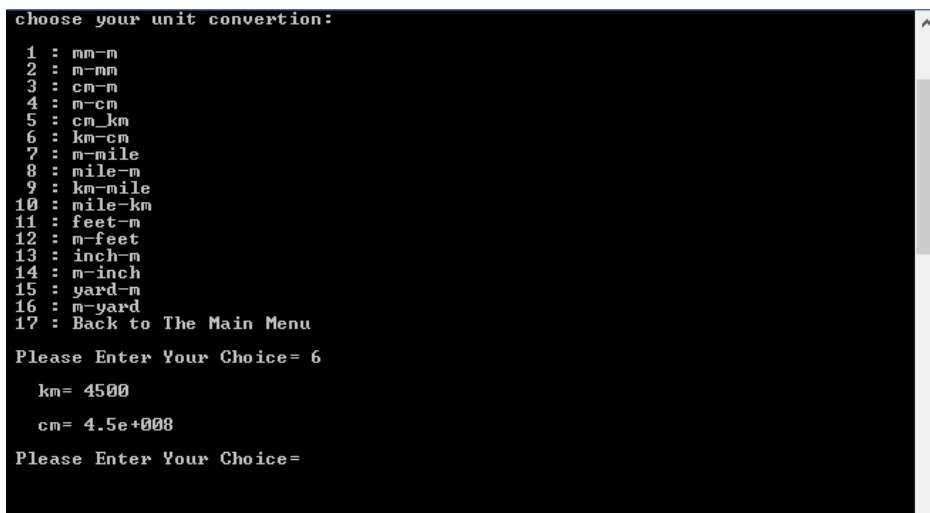 choose your unit convertion:
1 : mm-m
2 : m-mm
3 : cm-m
4 : m-cm
5 : cm_km
6 : km-cm
7 : m-mile
8 : mile-m
9 : km-mile
10 : mile-km
11 : feet-m
12 : m-feet
13 : inch-m
14 : m-inch
15 : yard-m
16 : m-yard
17 : Back to The Main Menu
Please Enter Your Choice= 6
km= 4500
cm= 4.5e+008
Please Enter Your Choice=